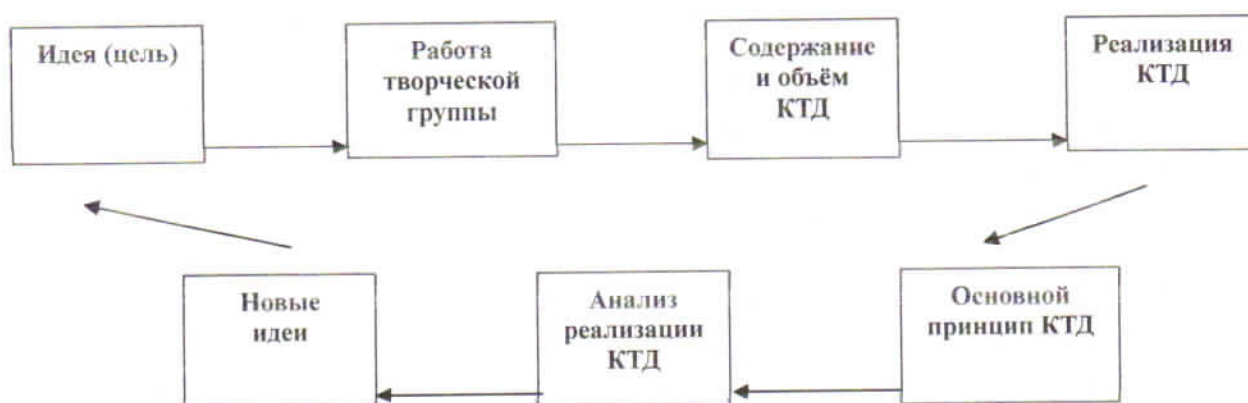 Идея (цель)
Работа
творческой
группы
Содержание
и объём
КТД
Реализация
КТД
Новые
идеи
Анализ
реализации
КТД
Основной
принцип КТД